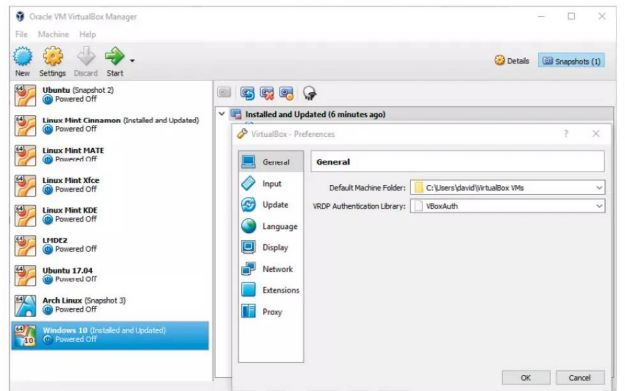 Oracle VM VirtualBox Manager
File Machine Help
New Settings Discard Start
Details Snapshots (1)
Ubuntu (Snapshot 2)
Powered Off
Linux Mint Cinnamon (Installed and Updated)
Powered Off
Linux Mint MATE
Powered Off
Linux Mint Xfce
Powered Off
Linux Mint KDE
Powered Off
LMDE2
Powered Off
Ubuntu 17.04
Powered Off
Arch Linux (Snapshot 3)
Powered Off
Windows 10 (Installed and Updated)
Powered Off
Installed and Updated (6 minutes ago)
VirtualBox - Preferences
General
Input
Update
Language
Display
Network
Extensions
Proxy
General
Default Machine Folder: C:\Users\david\VirtualBox VMs
VRDP Authentication Library: VBoxAuth
OK Cancel